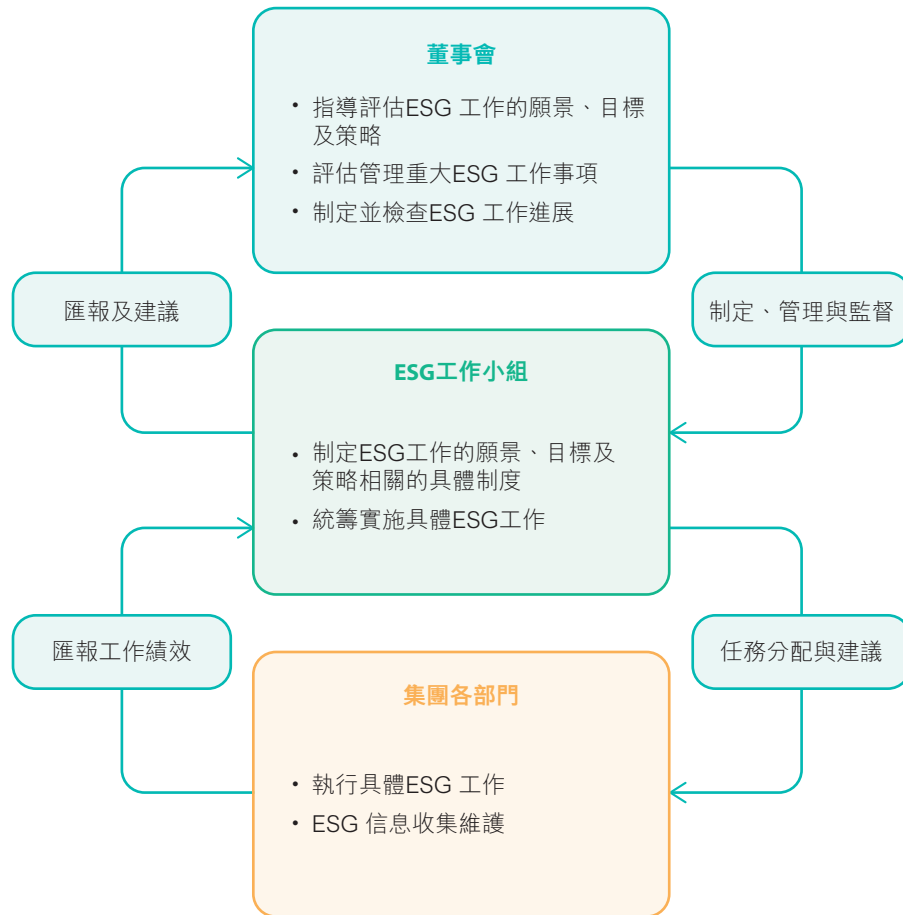 董事會
• 指導評估ESG 工作的願景、目標
及策略
• 評估管理重大ESG 工作事項
• 制定並檢查ESG 工作進展
匯報及建議
制定、管理與監督
ESG工作小組
• 制定ESG工作的願景、目標及
策略相關的具體制度
• 統籌實施具體ESG工作
匯報工作績效
任務分配與建議
集團各部門
• 執行具體ESG 工作
• ESG 信息收集維護